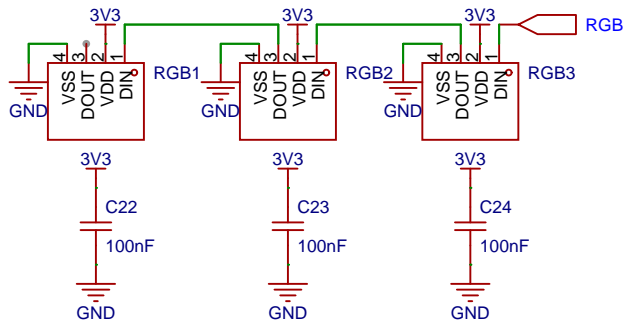 3V3 3V3 3V3 RGB
4 3 2 1 4 3 2 1 4 3 2 1
VSS DOUT VDD DIN RGB1 VSS DOUT VDD DIN RGB2 VSS DOUT VDD DIN RGB3
GND GND GND
3V3 3V3 3V3
C22 C23 C24
100nF 100nF 100nF
GND GND GND